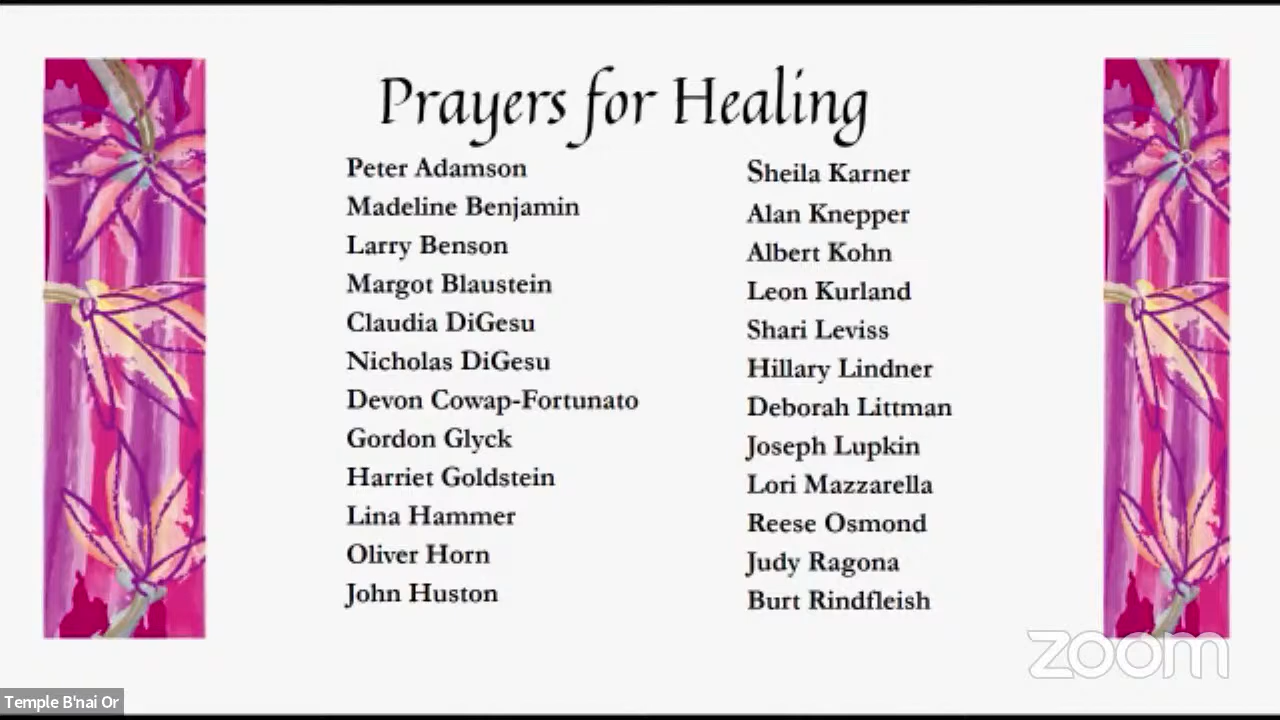 Prayers for Healing
Peter Adamson
Madeline Benjamin
Larry Benson
Margot Blaustein
Claudia DiGesu
Nicholas DiGesu
Devon Cowap-Fortunato
Gordon Glyck
Harriet Goldstein
Lina Hammer
Oliver Horn
John Huston
Sheila Karner
Alan Knepper
Albert Kohn
Leon Kurland
Shari Leviss
Hillary Lindner
Deborah Littman
Joseph Lupkin
Lori Mazzarella
Reese Osmond
Judy Ragona
Burt Rindfleish
zoom
Temple B'nai Or